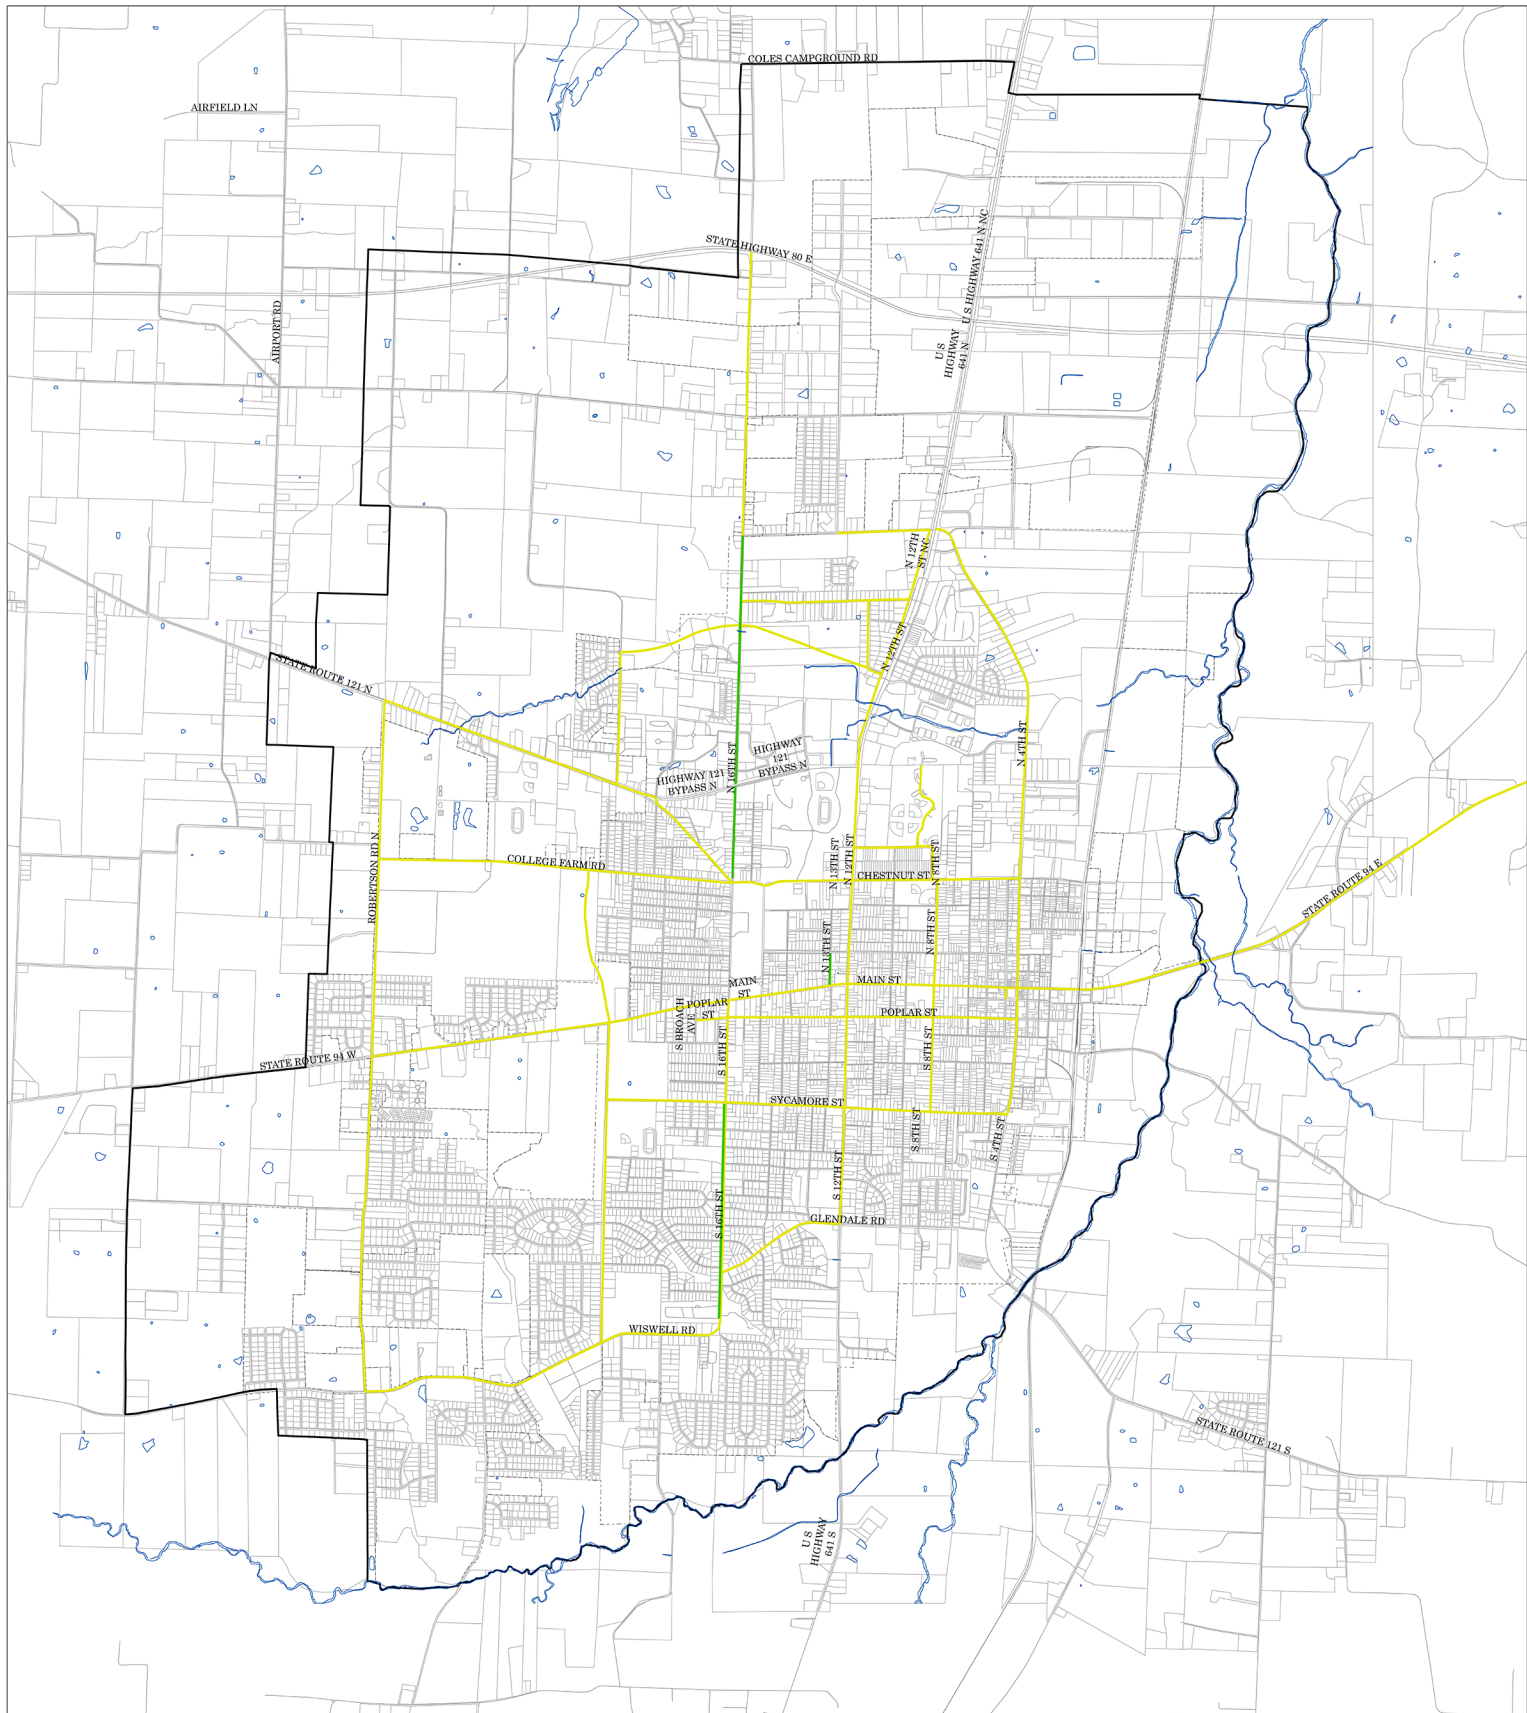 COLES CAMPGROUND RD
AIRFIELD LN
STATE HIGHWAY 80 E
U S HIGHWAY 641 N NC
AIRPORT RD
U S
HIGHWAY
641 N
N 12TH
ST NC
N 12TH ST
STATE ROUTE 121 N
N 4TH ST
N 16TH ST
HIGHWAY
121
BYPASS N
HIGHWAY 121
BYPASS N
COLLEGE FARM RD
ROBERTSON RD N
N 13TH ST
N 12TH ST
N 8TH ST
CHESTNUT ST
STATE ROUTE 94 E
N 8TH ST
N 13TH ST
MAIN
ST
MAIN ST
POPLAR
ST
S BROACH
AVE
POPLAR ST
S 16TH ST
S 8TH ST
STATE ROUTE 94 W
SYCAMORE ST
S 8TH ST
S 4TH ST
S 12TH ST
S 16TH ST
GLENDALE RD
WISWELL RD
STATE ROUTE 121 S
U S
HIGHWAY
641 S